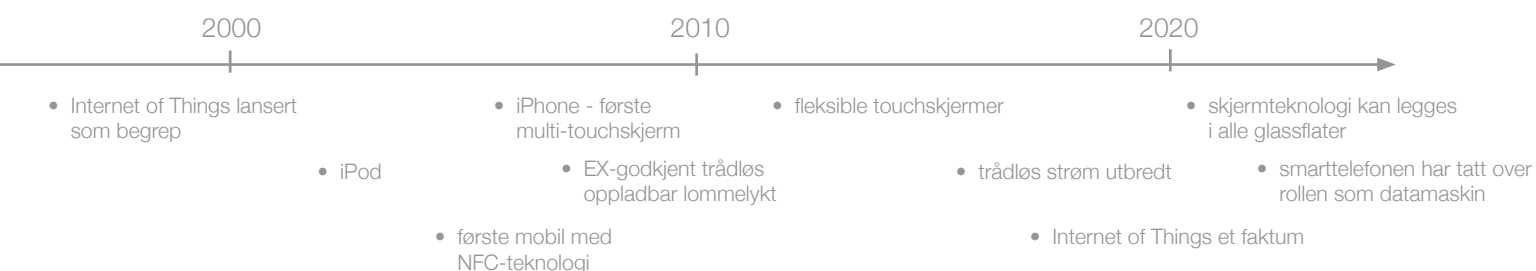 2000
2010
2020
• Internet of Things lansert
som begrep
• iPod
• første mobil med
NFC-teknologi
• iPhone - første
multi-touchskjerm
• EX-godkjent trådløs
oppladbar lommelykt
• fleksible touchskjermer
• trådløs strøm utbredt
• Internet of Things et faktum
• skjermteknologi kan legges
i alle glassflater
• smarttelefonen har tatt over
rollen som datamaskin